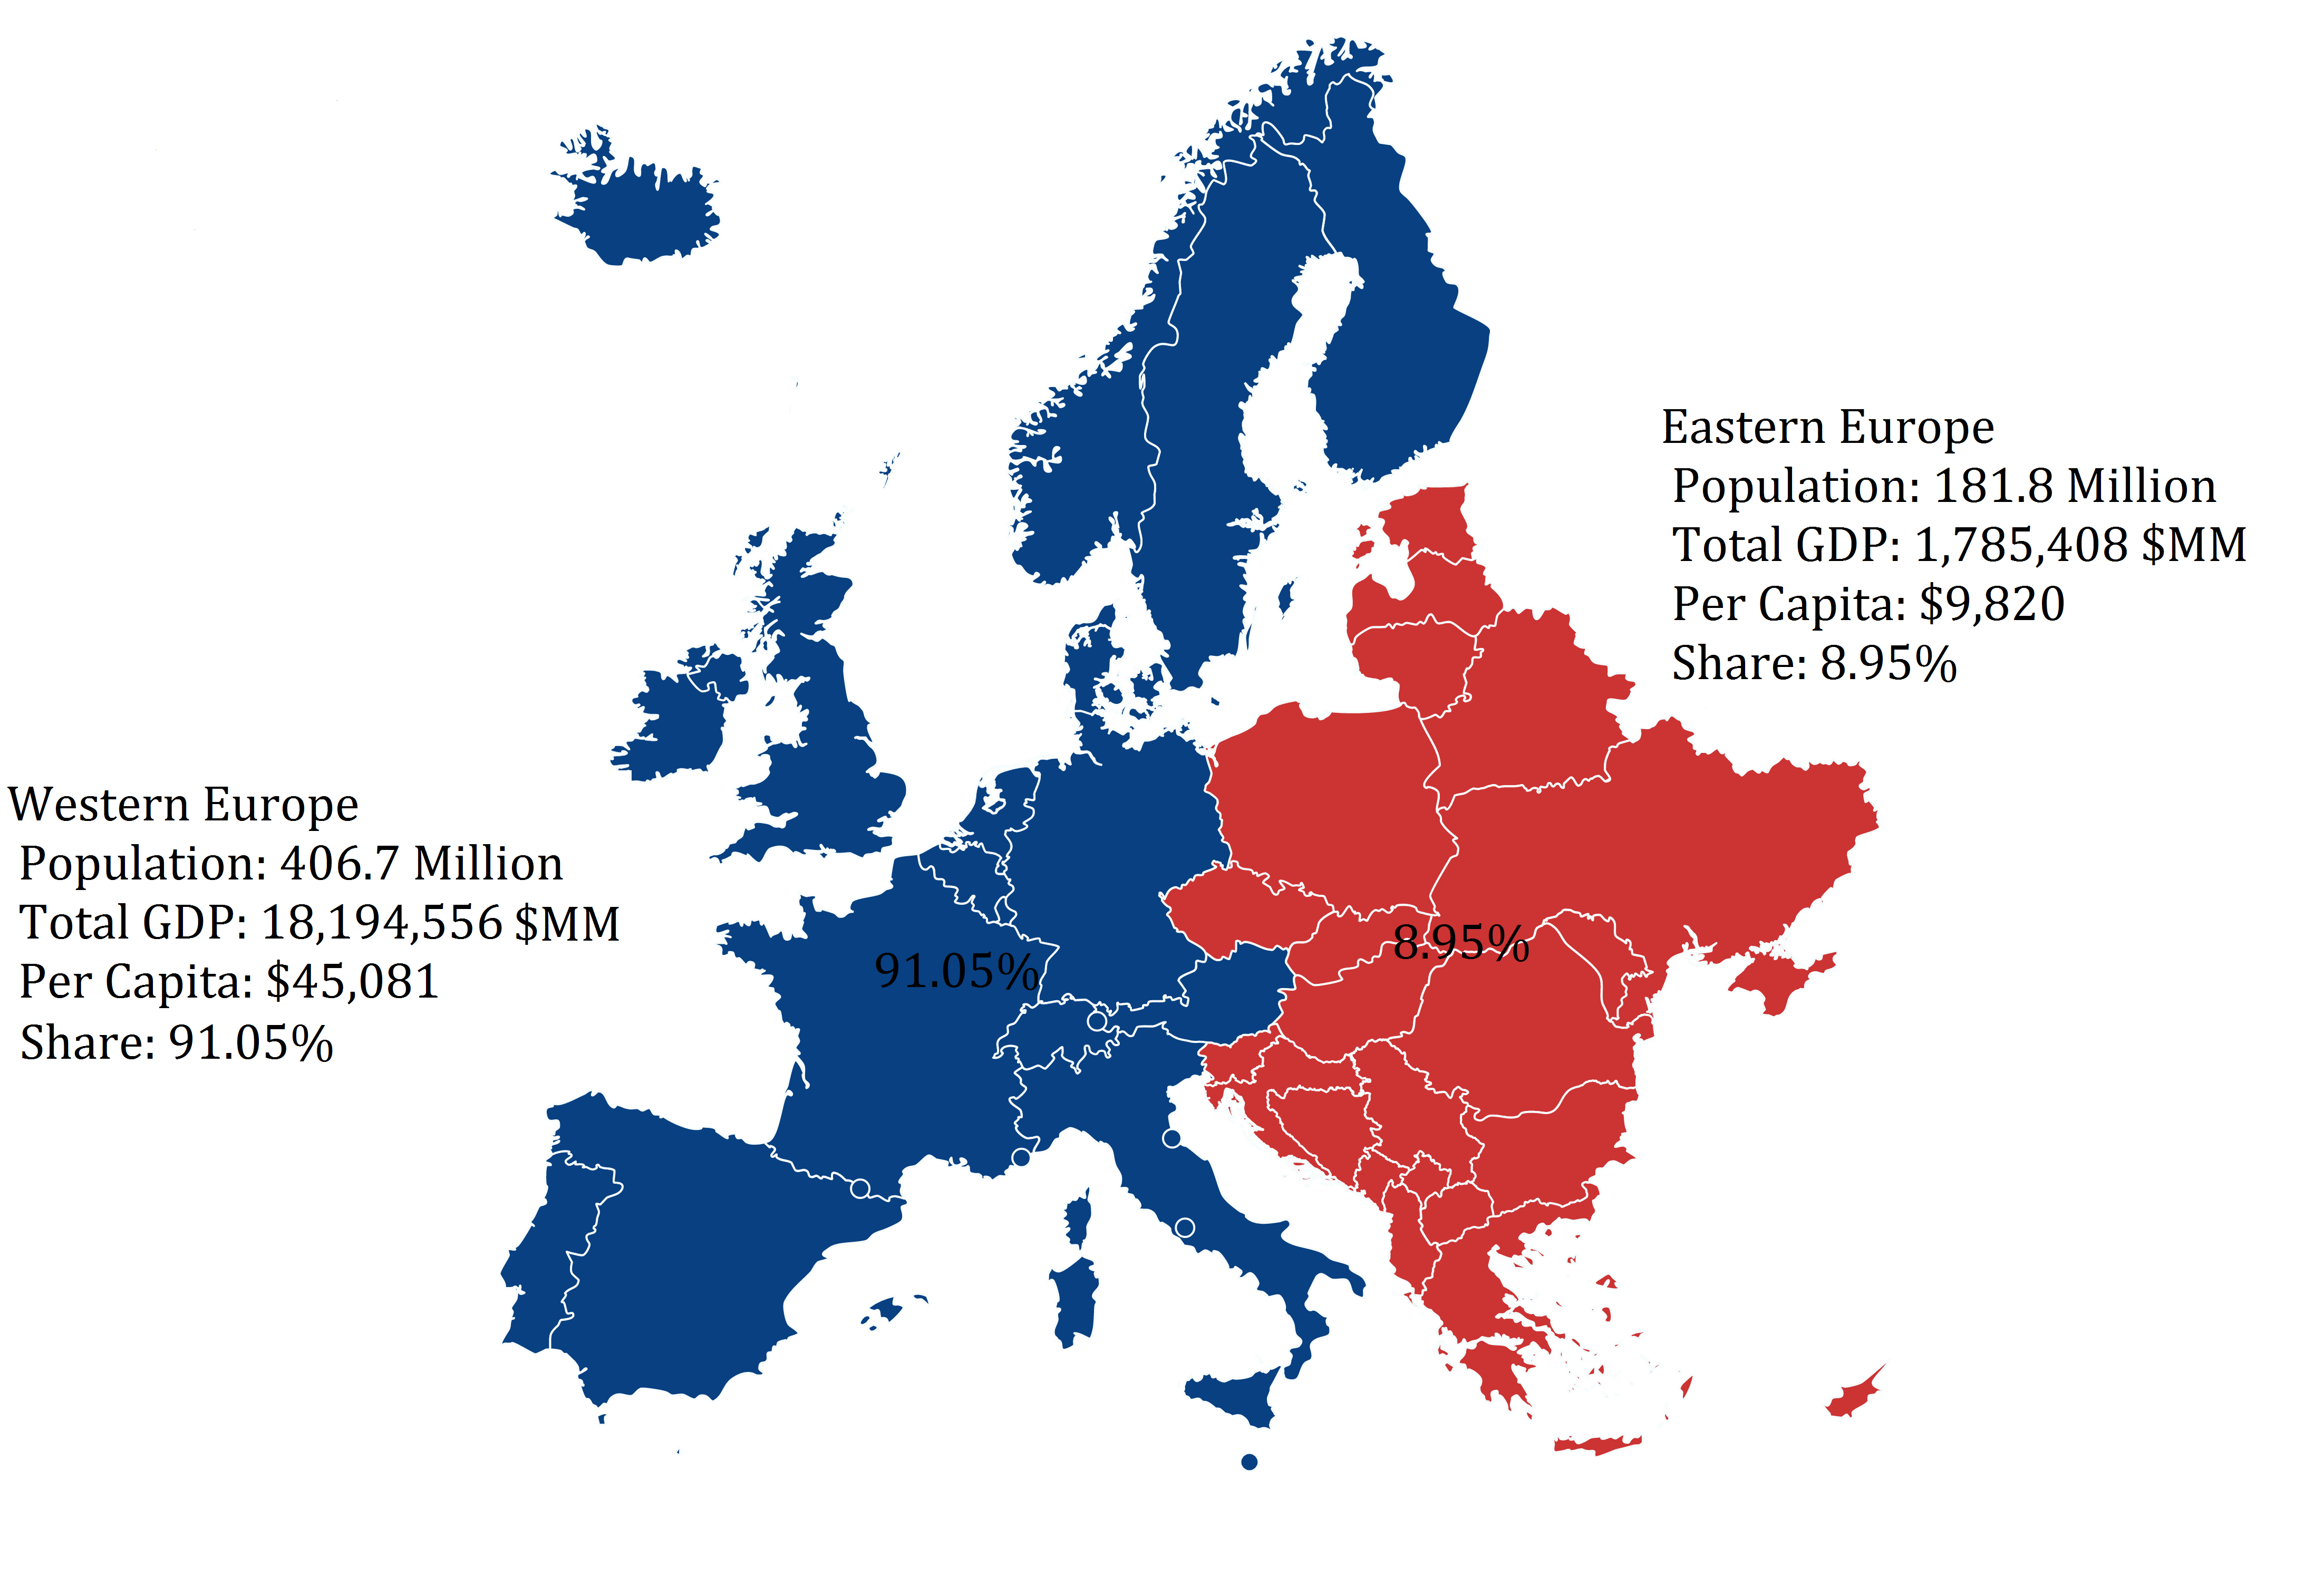 Eastern Europe
Population: 181.8 Million
Total GDP: 1,785,408 $MM
Per Capita: $9,820
Share: 8.95%
Western Europe
Population: 406.7 Million
Total GDP: 18,194,556 $MM
Per Capita: $45,081
Share: 91.05%
91.05%
8.95%